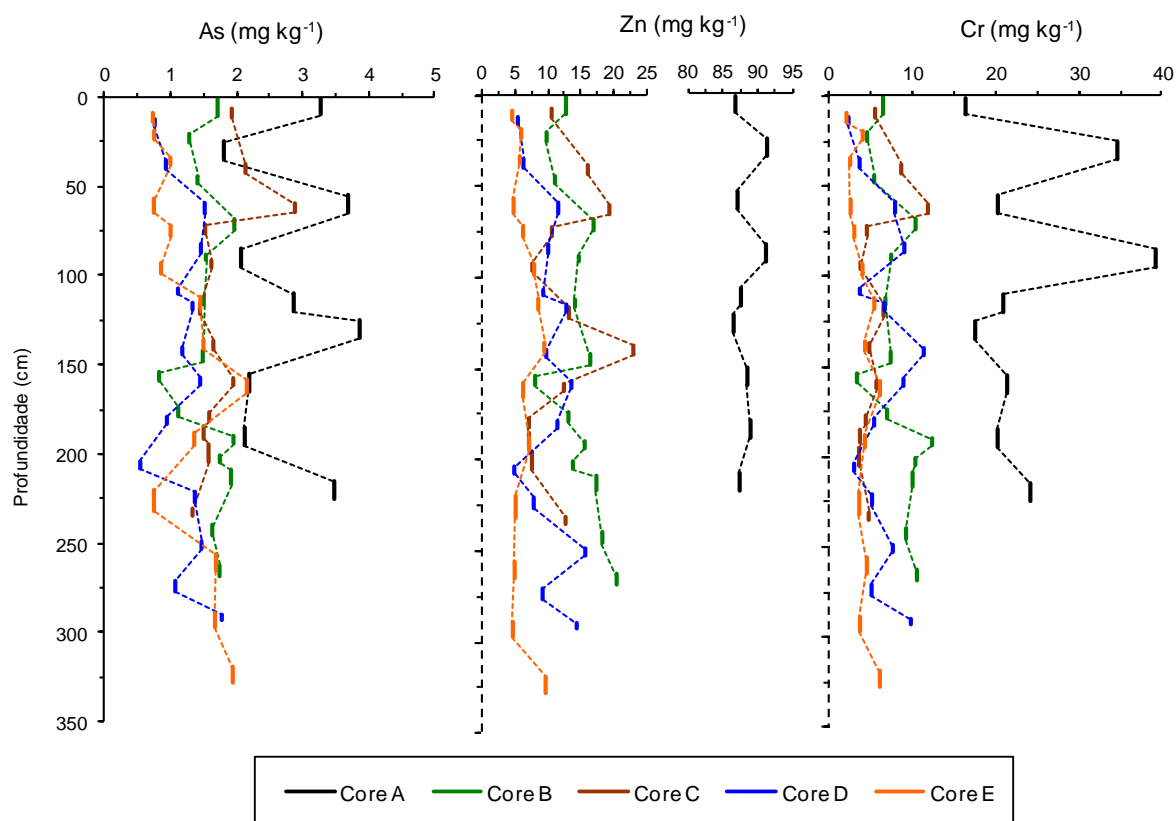 As (mg kg-1)
Zn (mg kg-1)
Cr (mg kg-1)
0 1 2 3 4 5
0 5 10 15 20 25
80 85 90 95
0 10 20 30 40
0
50
100
150
200
250
300
350
Profundidade (cm)
Core A Core B Core C Core D Core E